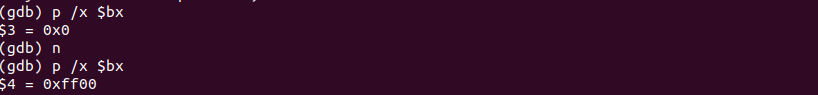 (gdb) p /x $bx
$3 = 0x0
(gdb) n
(gdb) p /x $bx
$4 = 0xff00